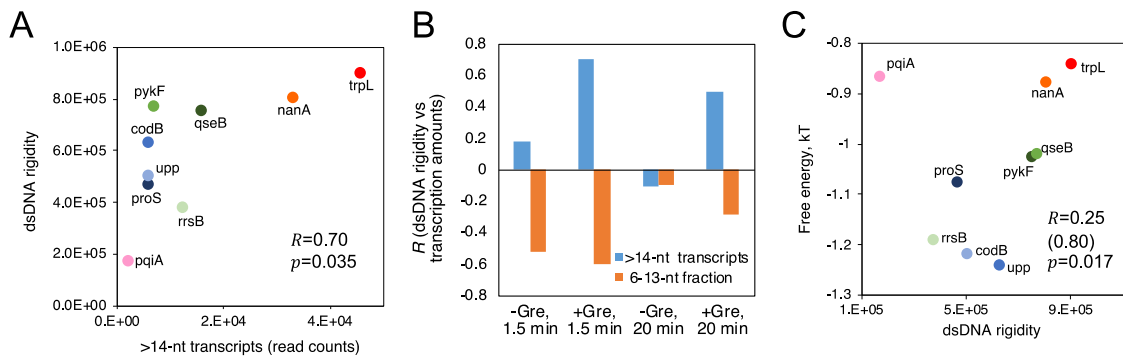 A
1.0E+06
8.0E+05
6.0E+05
4.0E+05
2.0E+05
0.0E+00
0.E+00
2.E+04
4.E+04
dsDNA rigidity
>14-nt transcripts (read counts)
trpL
nanA
pykF
qseB
codB
upp
proS
rrsB
pqiA
R=0.70
p=0.035
B
0.8
0.6
0.4
0.2
0
-0.2
-0.4
-0.6
-0.8
R (dsDNA rigidity vs
transcription amounts)
>14-nt transcripts
6-13-nt fraction
-Gre,
1.5 min
+Gre,
1.5 min
-Gre,
20 min
+Gre,
20 min
C
-0.8
-0.9
-1
-1.1
-1.2
-1.3
1.E+05
5.E+05
9.E+05
Free energy, kT
dsDNA rigidity
pqiA
trpL
nanA
qseB
pykF
proS
rrsB
codB
upp
R=0.25
(0.80)
p=0.017